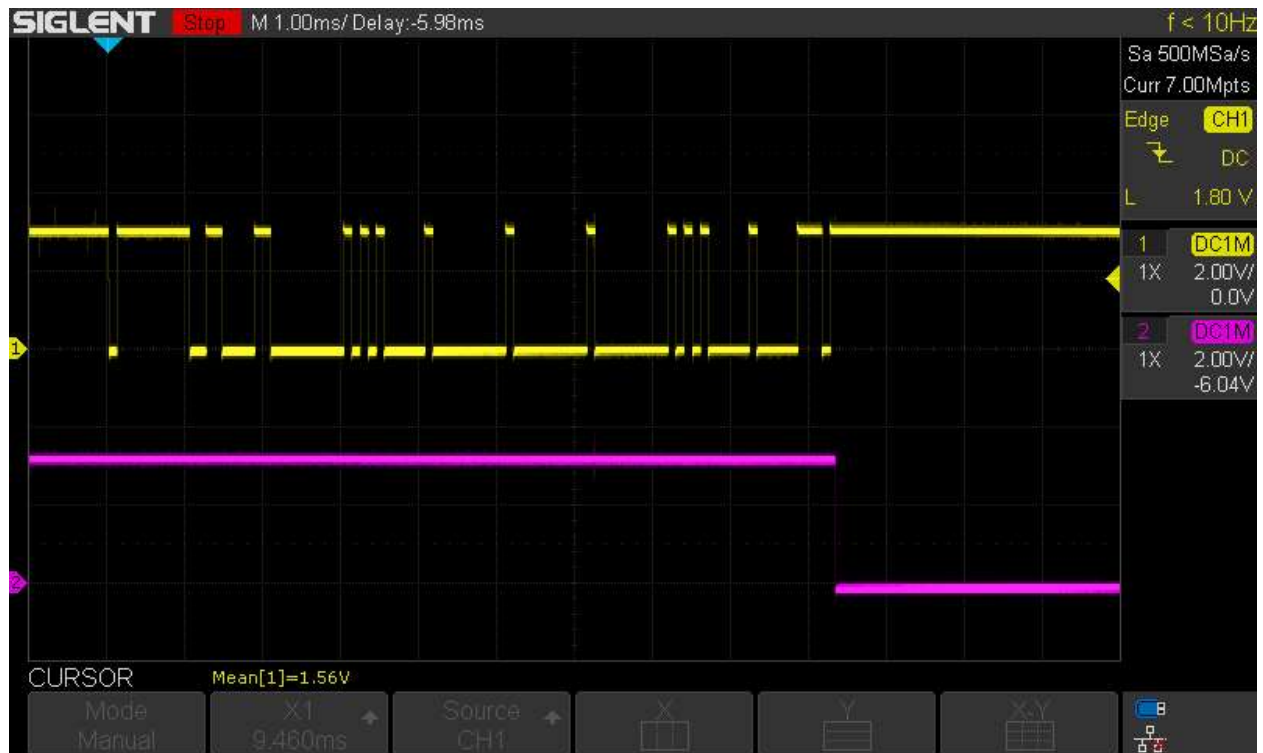 SIGLENT Stop M 1.00ms/ Delay:-5.98ms f < 10Hz
Sa 500MSa/s
Curr 7.00Mpts
Edge CH1
DC
L 1.80 V
1 DC1M
1X 2.00V/
0.0V
2 DC1M
1X 2.00V/
-6.04V
1
2
CURSOR Mean[1]=1.56V
Mode X1 Source X Y X-Y
Manual 9.460ms CH1